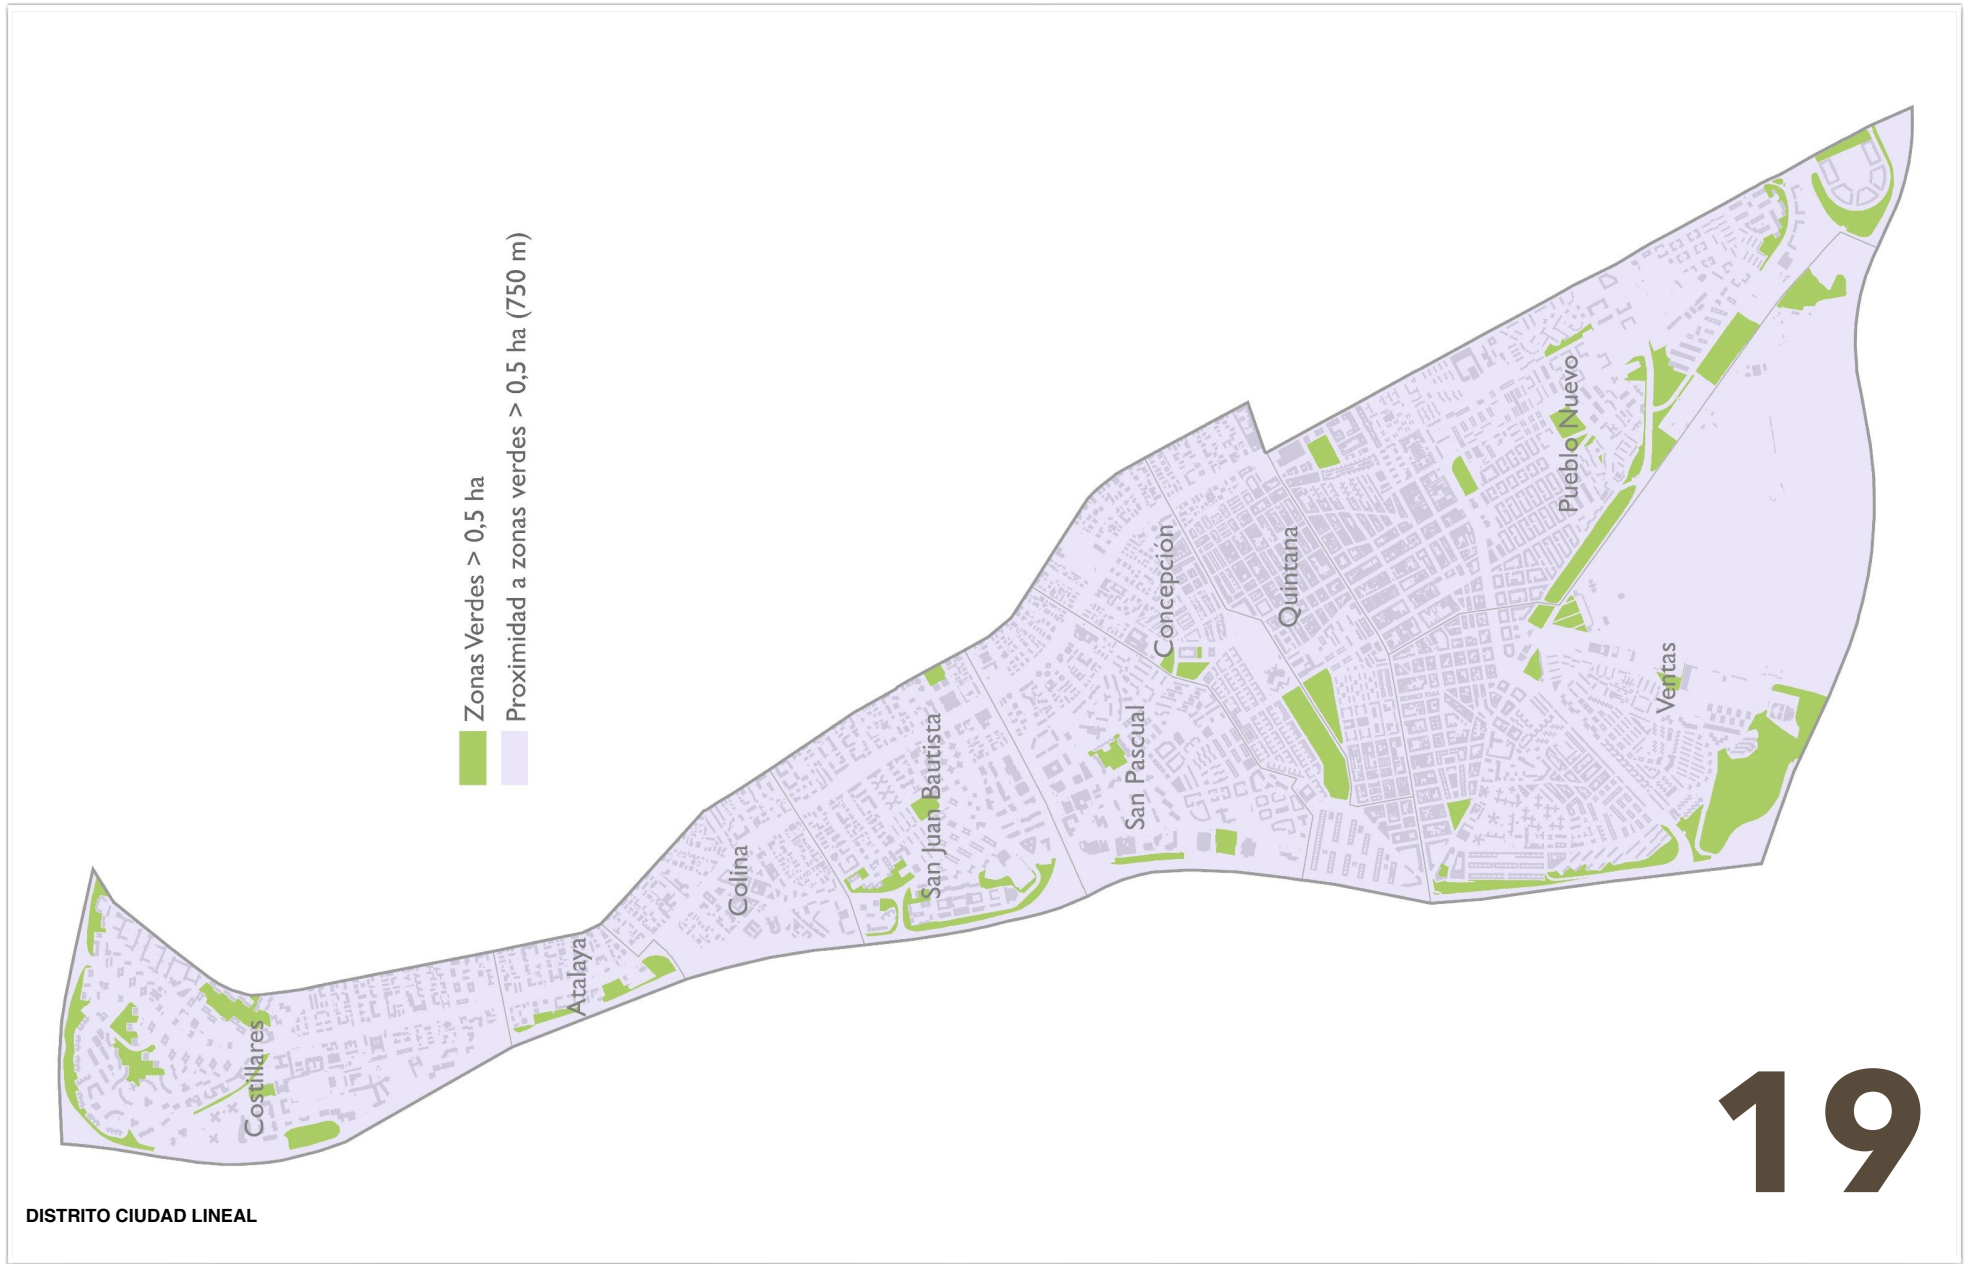 Zonas Verdes > 0,5 ha
Proximidad a zonas verdes > 0,5 ha (750 m)
Costillares
Atalaya
Colina
San Juan Bautista
San Pascual
Concepción
Quintana
Pueblo Nuevo
Ventas
19
DISTRITO CIUDAD LINEAL